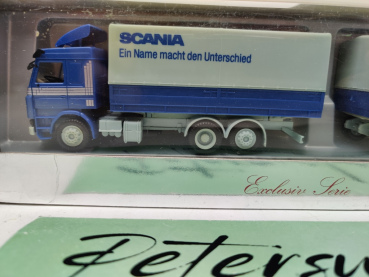 SCANIA
Ein Name macht den Unterschied
Exclusiv Serie